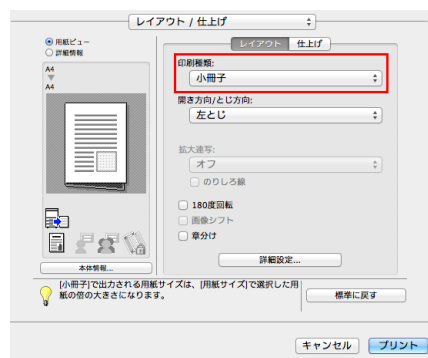 レイアウト / 仕上げ
用紙ビュー
詳細情報
A4
A4
本体情報...
レイアウト 仕上げ
印刷種類:
小冊子
開き方向/とじ方向:
左とじ
拡大連写:
オフ
のりしろ線
180度回転
画像シフト
章分け
詳細設定...
[小冊子]で出力される用紙サイズは、[用紙サイズ]で選択した用
紙の倍の大きさになります。
標準に戻す
キャンセル プリント